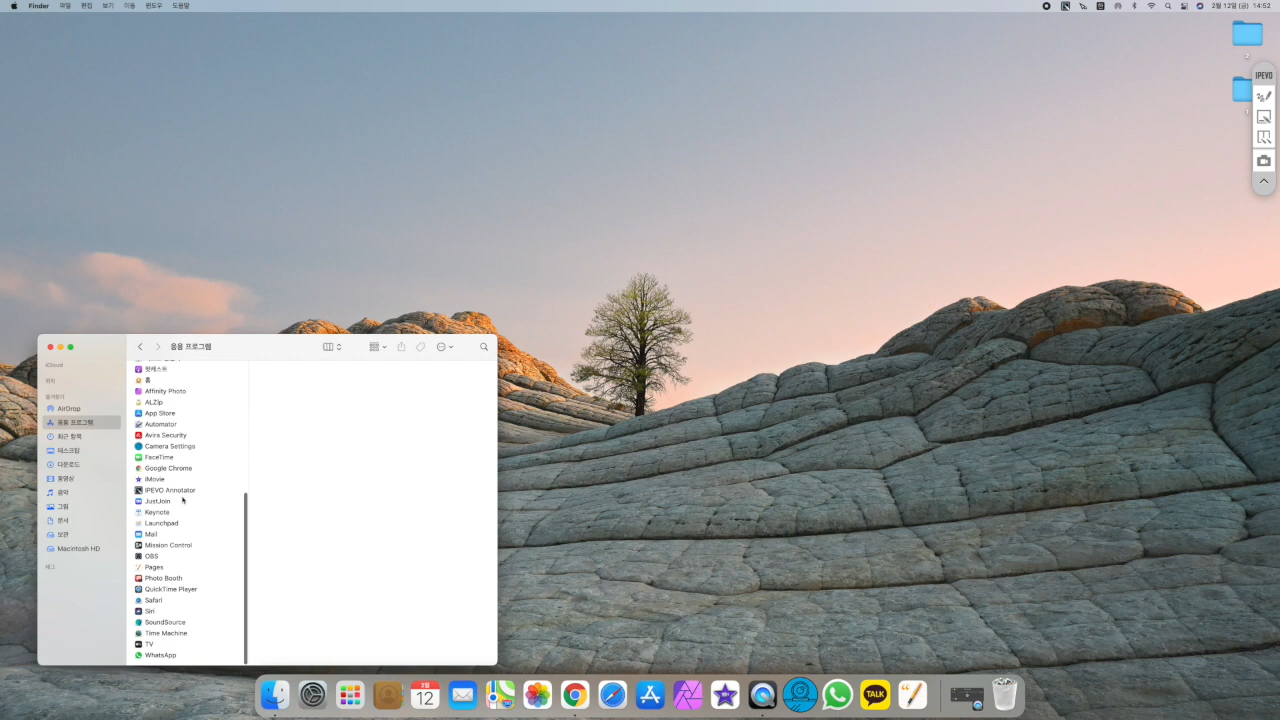 Finder 파일 편집 보기 이동 윈도우 도움말
2월 12일 (금) 14:52
IPEVO
응용 프로그램
iCloud
위치
즐겨찾기
AirDrop
응용 프로그램
최근 항목
데스크탑
다운로드
동영상
음악
그림
문서
보관
Macintosh HD
태그
팟캐스트
홈
Affinity Photo
ALZip
App Store
Automator
Avira Security
Camera Settings
FaceTime
Google Chrome
iMovie
IPEVO Annotator
JustJoin
Keynote
Launchpad
Mail
Mission Control
OBS
Pages
Photo Booth
QuickTime Player
Safari
Siri
SoundSource
Time Machine
TV
WhatsApp
2월
12
TALK